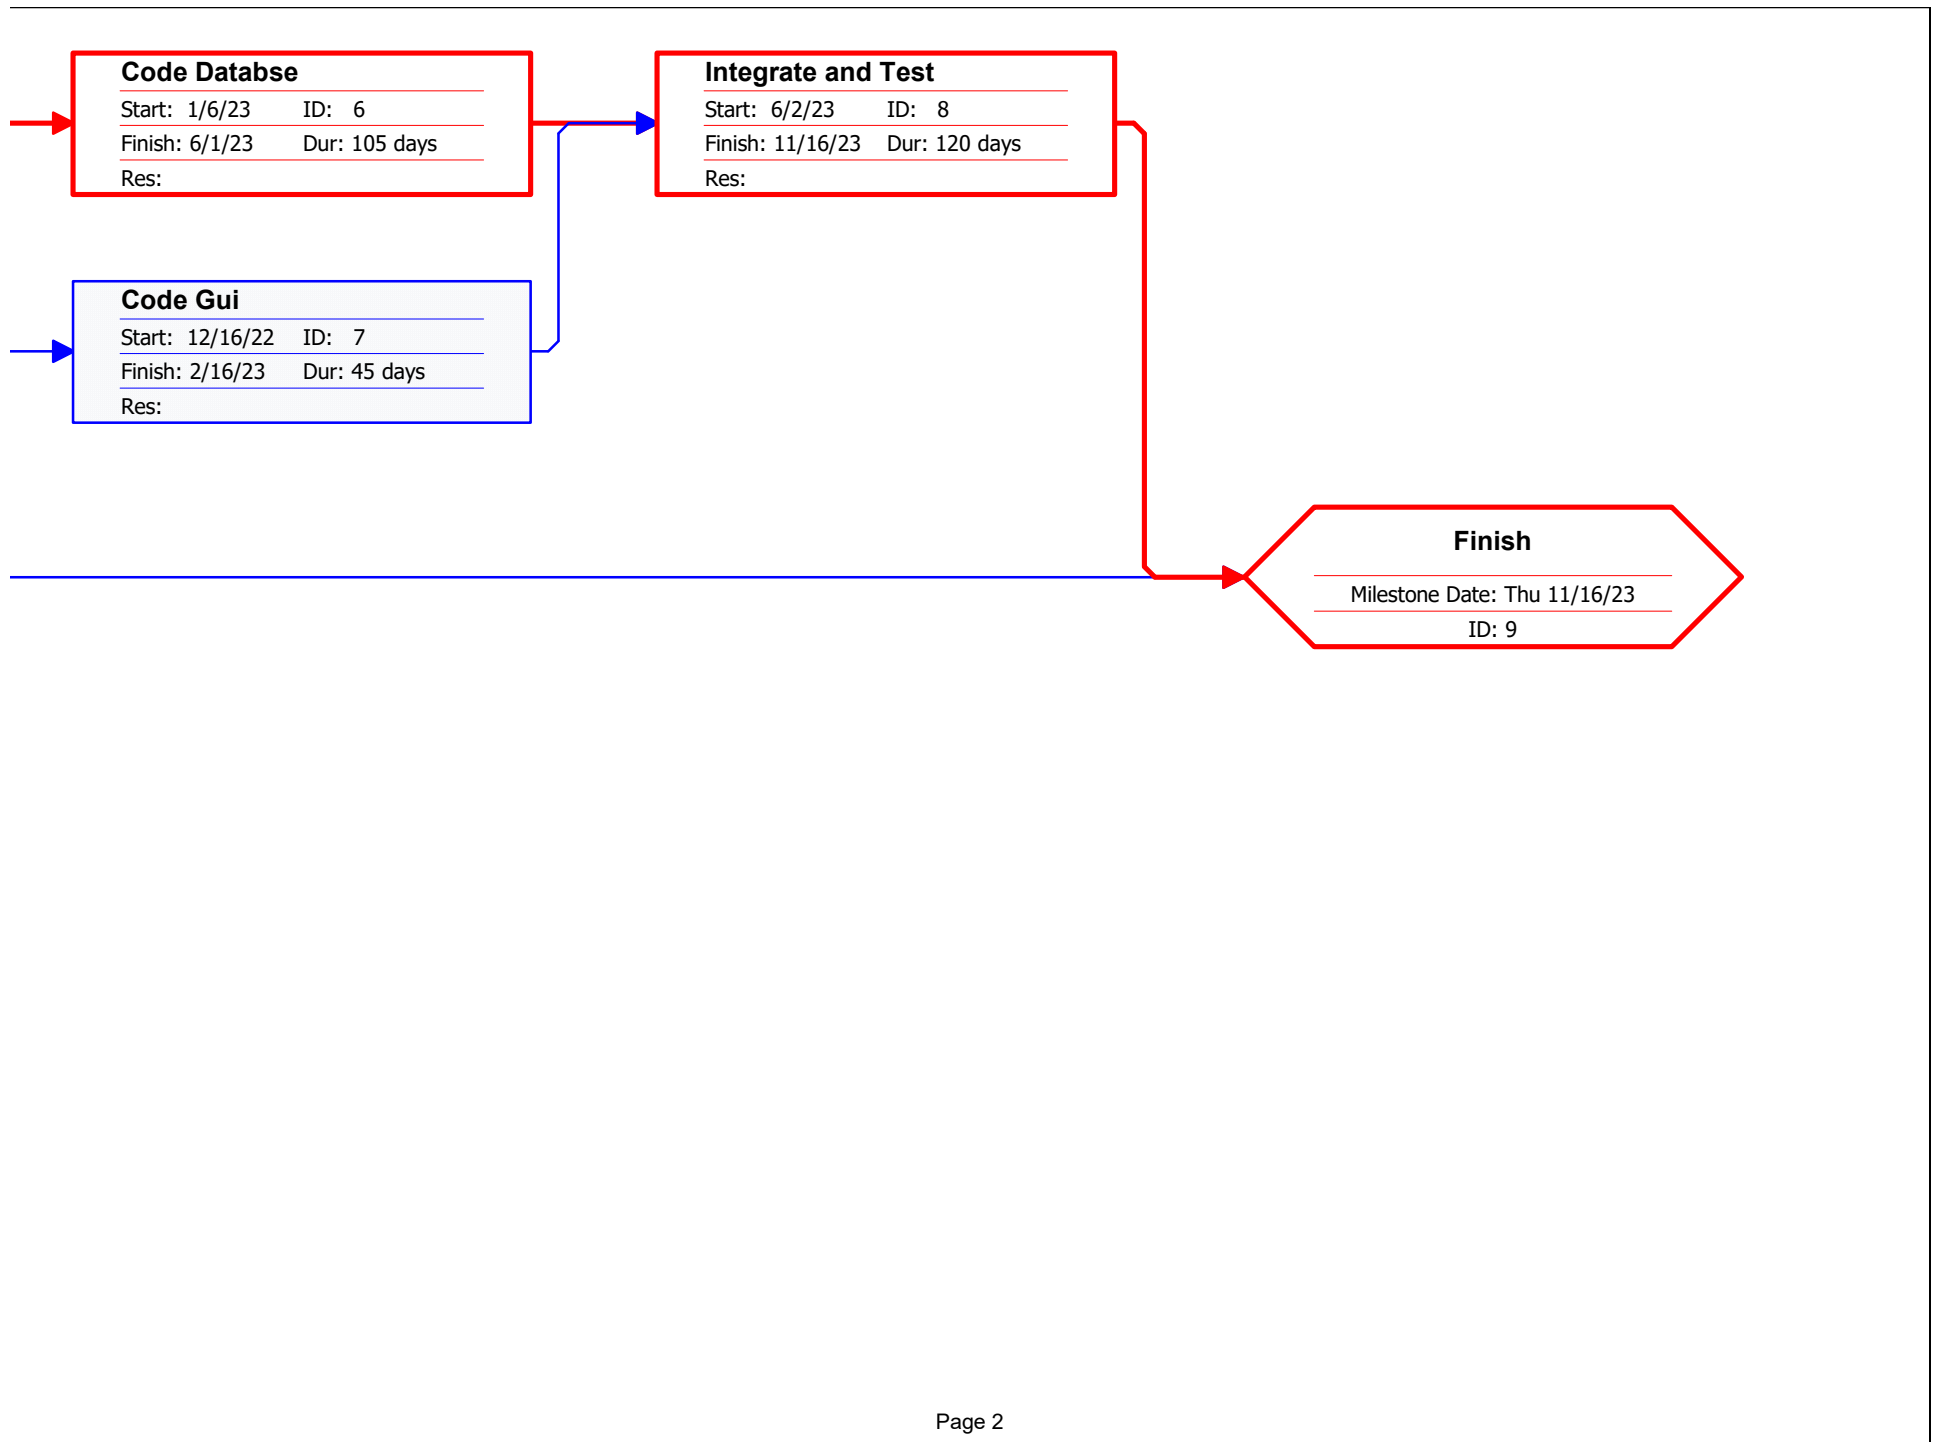 Code Databse
Start: 1/6/23 ID: 6
Finish: 6/1/23 Dur: 105 days
Res:
Integrate and Test
Start: 6/2/23 ID: 8
Finish: 11/16/23 Dur: 120 days
Res:
Code Gui
Start: 12/16/22 ID: 7
Finish: 2/16/23 Dur: 45 days
Res:
Finish
Milestone Date: Thu 11/16/23
ID: 9
Page 2